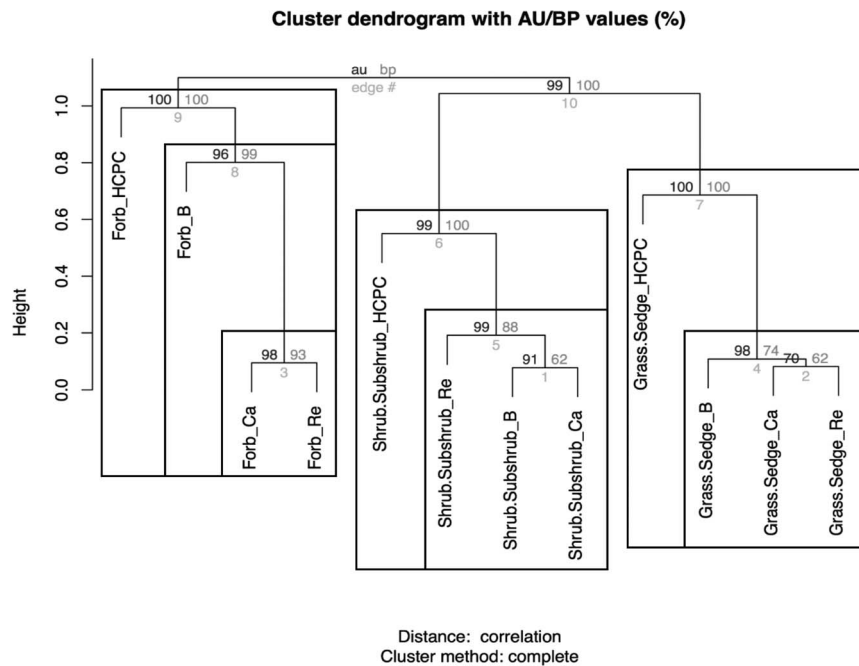 Cluster dendrogram with AU/BP values (%)
au bp
edge #
Height
1.0
0.8
0.6
0.4
0.2
0.0
100 100
9
96 99
8
98 93
3
99 100
10
99 100
6
99 88
5
91 62
1
100 100
7
98 74
4
70 62
2
Forb_HCPC
Forb_B
Forb_Ca
Forb_Re
Shrub.Subshrub_HCPC
Shrub.Subshrub_Re
Shrub.Subshrub_B
Shrub.Subshrub_Ca
Grass.Sedge_HCPC
Grass.Sedge_B
Grass.Sedge_Ca
Grass.Sedge_Re
Distance: correlation
Cluster method: complete